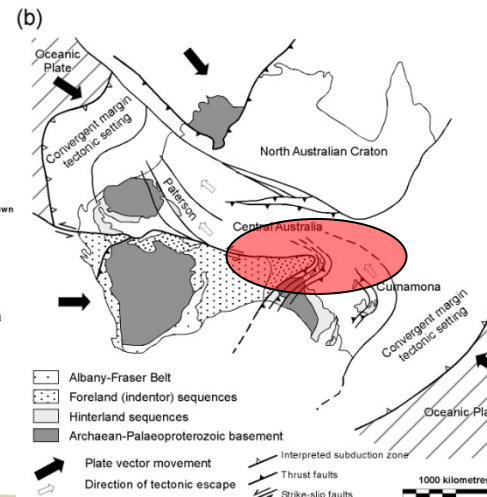 (b)
Oceanic
Plate
Convergent margin
tectonic setting
North Australian Craton
Paterson
Central Australia
Curnamona
Convergent margin
tectonic setting
Oceanic Pla
Albany-Fraser Belt
Foreland (indentor) sequences
Hinterland sequences
Archaean-Palaeoproterozoic basement
Plate vector movement
Direction of tectonic escape
Interpreted subduction zone
Thrust faults
Strike-slip faults
1000 kilometres